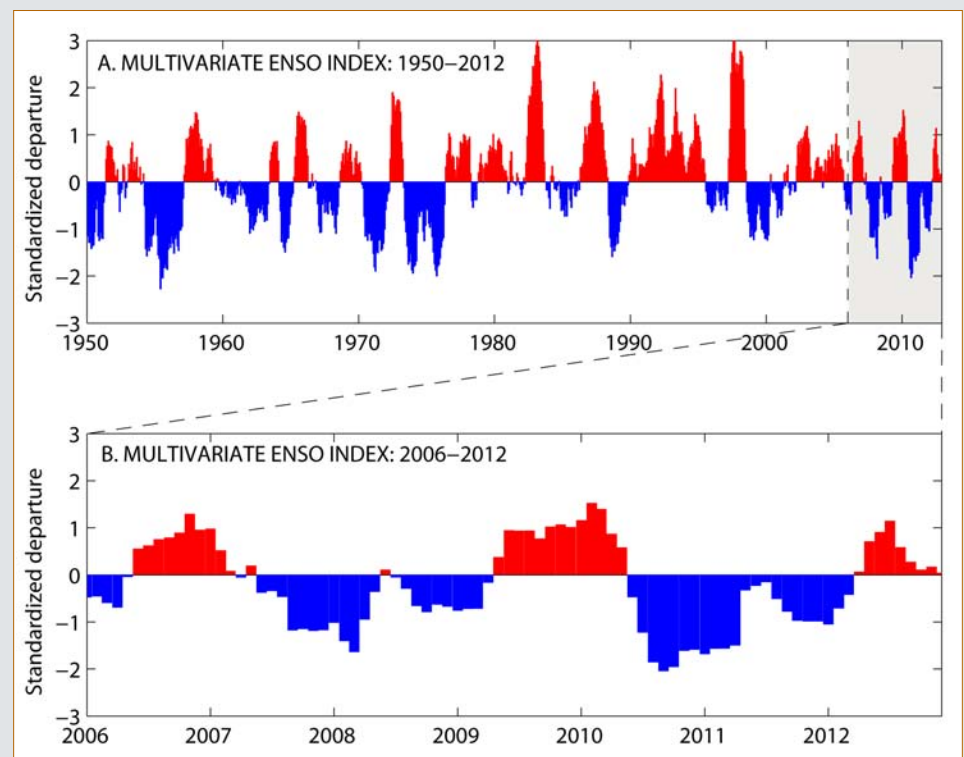 A. MULTIVARIATE ENSO INDEX: 1950–2012
Standardized departure
3
2
1
0
−1
−2
−3
1950 1960 1970 1980 1990 2000 2010
B. MULTIVARIATE ENSO INDEX: 2006–2012
Standardized departure
3
2
1
0
−1
−2
−3
2006 2007 2008 2009 2010 2011 2012